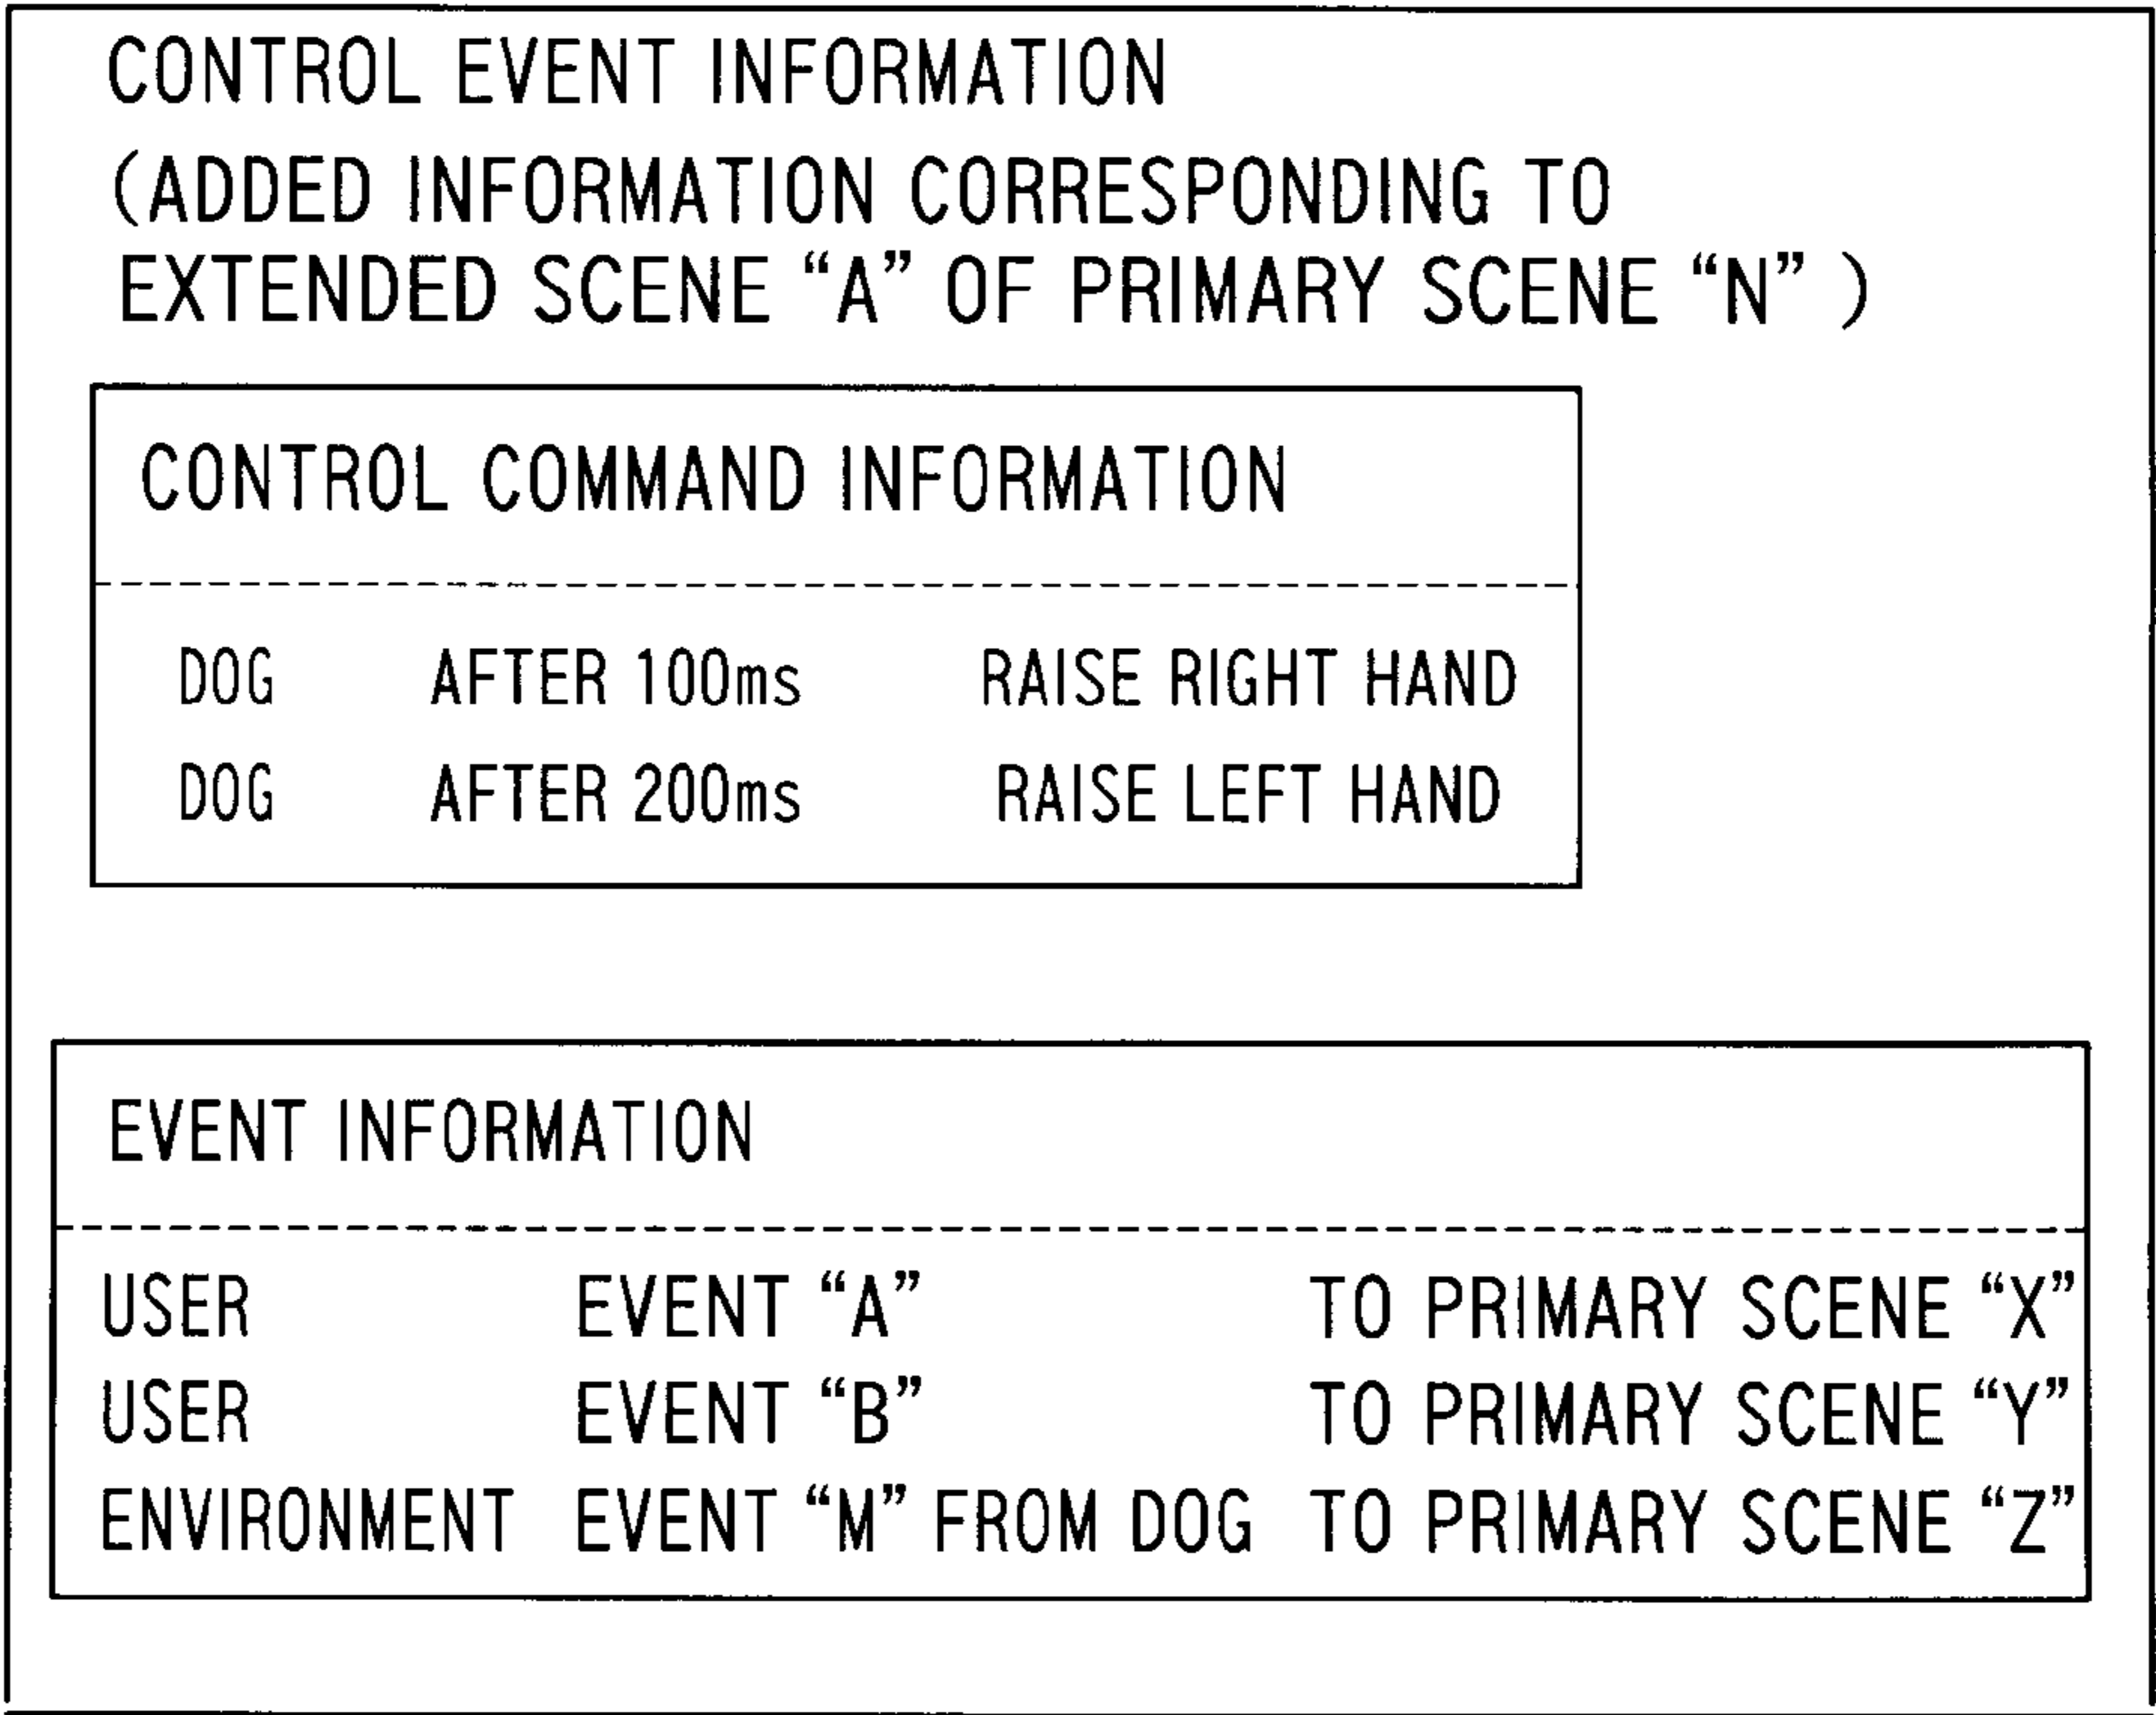 CONTROL EVENT INFORMATION
(ADDED INFORMATION CORRESPONDING TO
EXTENDED SCENE “A” OF PRIMARY SCENE “N” )
CONTROL COMMAND INFORMATION
DOG AFTER 100ms RAISE RIGHT HAND
DOG AFTER 200ms RAISE LEFT HAND
EVENT INFORMATION
USER EVENT “A” TO PRIMARY SCENE “X”
USER EVENT “B” TO PRIMARY SCENE “Y”
ENVIRONMENT EVENT “M” FROM DOG TO PRIMARY SCENE “Z”